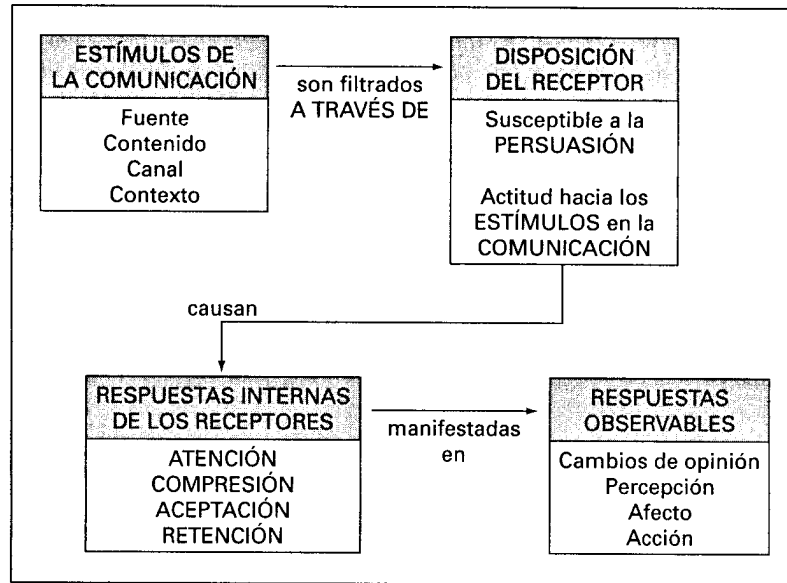 ESTÍMULOS DE
LA COMUNICACIÓN
Fuente
Contenido
Canal
Contexto
son filtrados
A TRAVÉS DE
DISPOSICIÓN
DEL RECEPTOR
Susceptible a la
PERSUASIÓN
Actitud hacia los
ESTÍMULOS en la
COMUNICACIÓN
causan
RESPUESTAS INTERNAS
DE LOS RECEPTORES
ATENCIÓN
COMPRESIÓN
ACEPTACIÓN
RETENCIÓN
manifestadas
en
RESPUESTAS
OBSERVABLES
Cambios de opinión
Percepción
Afecto
Acción